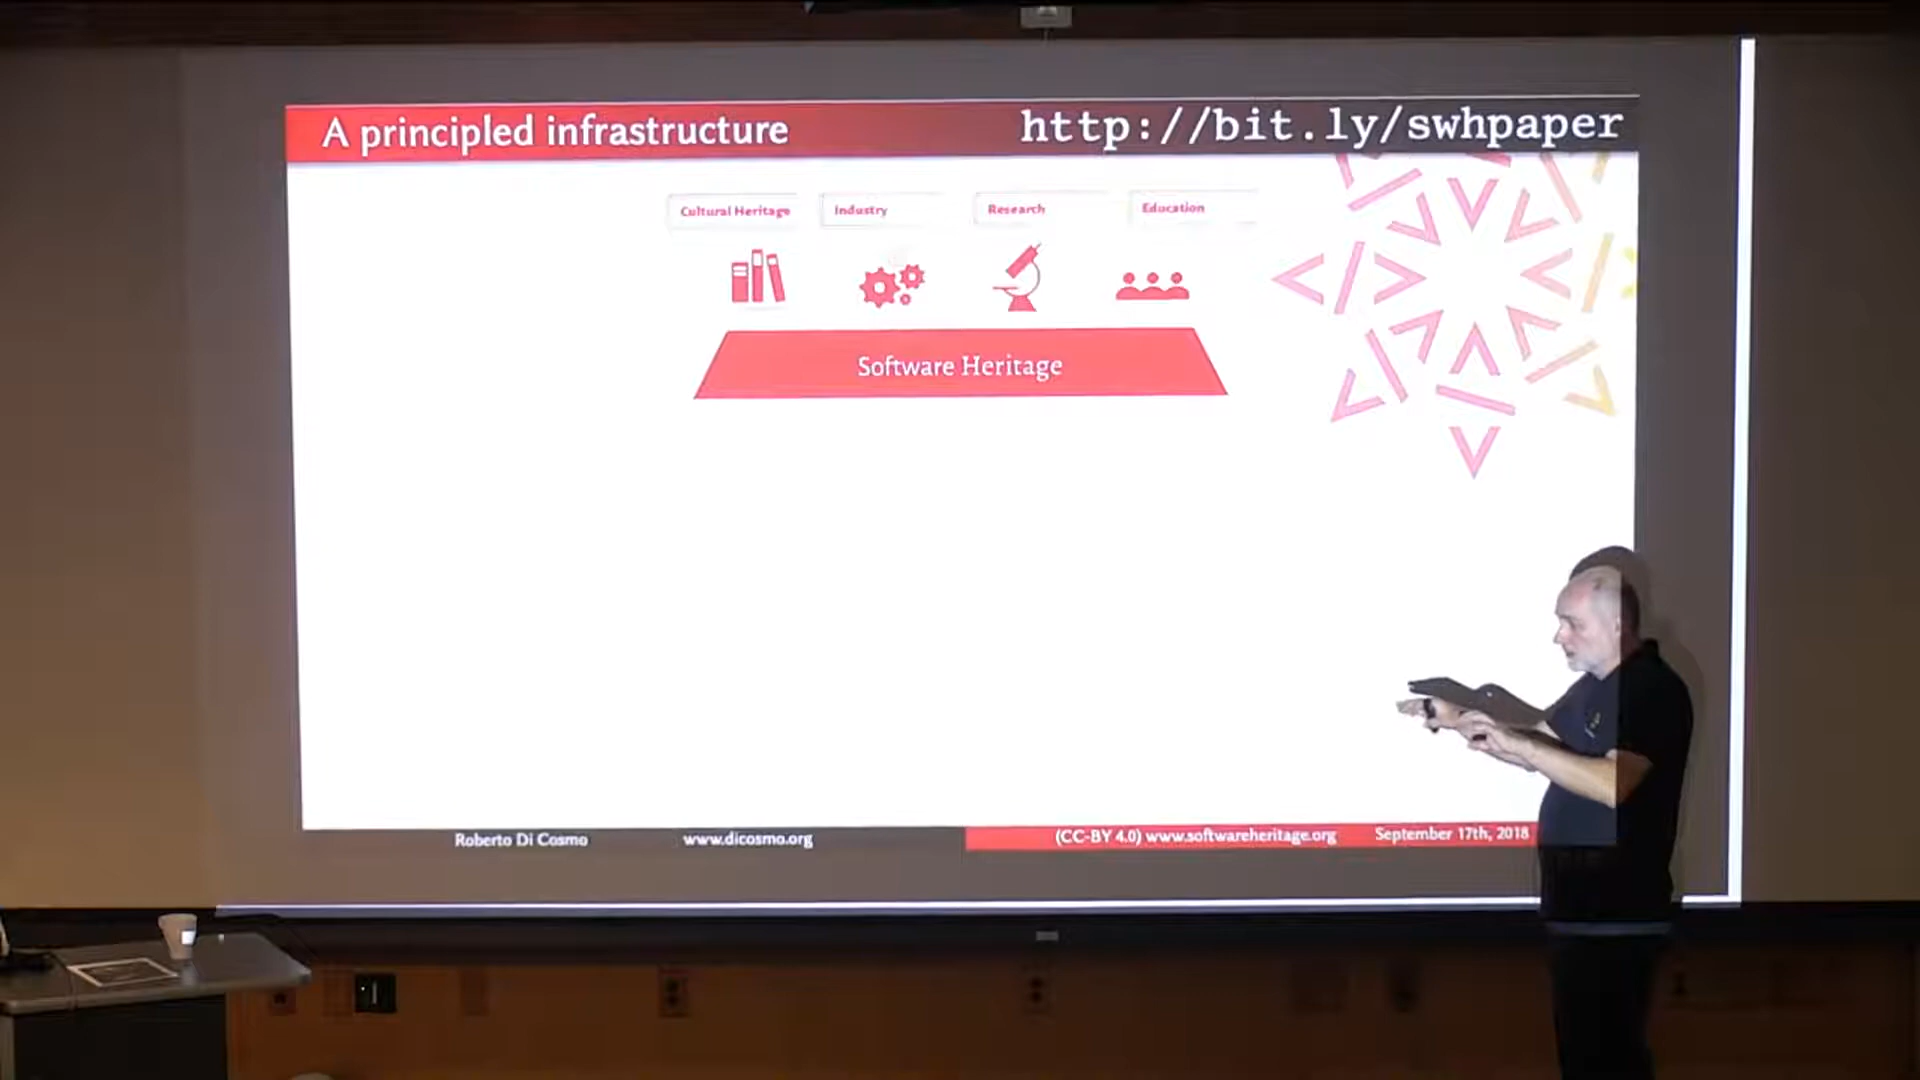 A principled infrastructure
http://bit.ly/swhpaper
Cultural Heritage
Industry
Research
Education
Software Heritage
Roberto Di Cosmo
www.dicosmo.org
(CC-BY 4.0) www.softwareheritage.org
September 17th, 2018